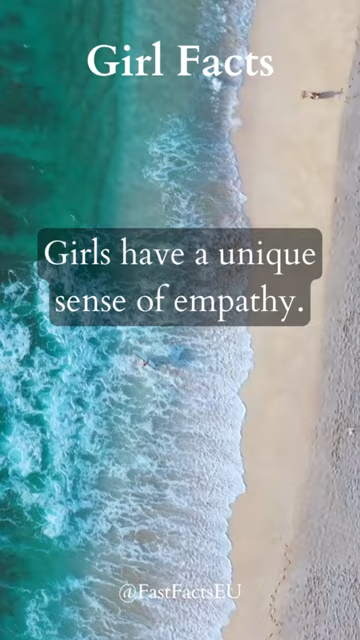 Girl Facts
Girls have a unique
sense of empathy.
@FastFactsEU